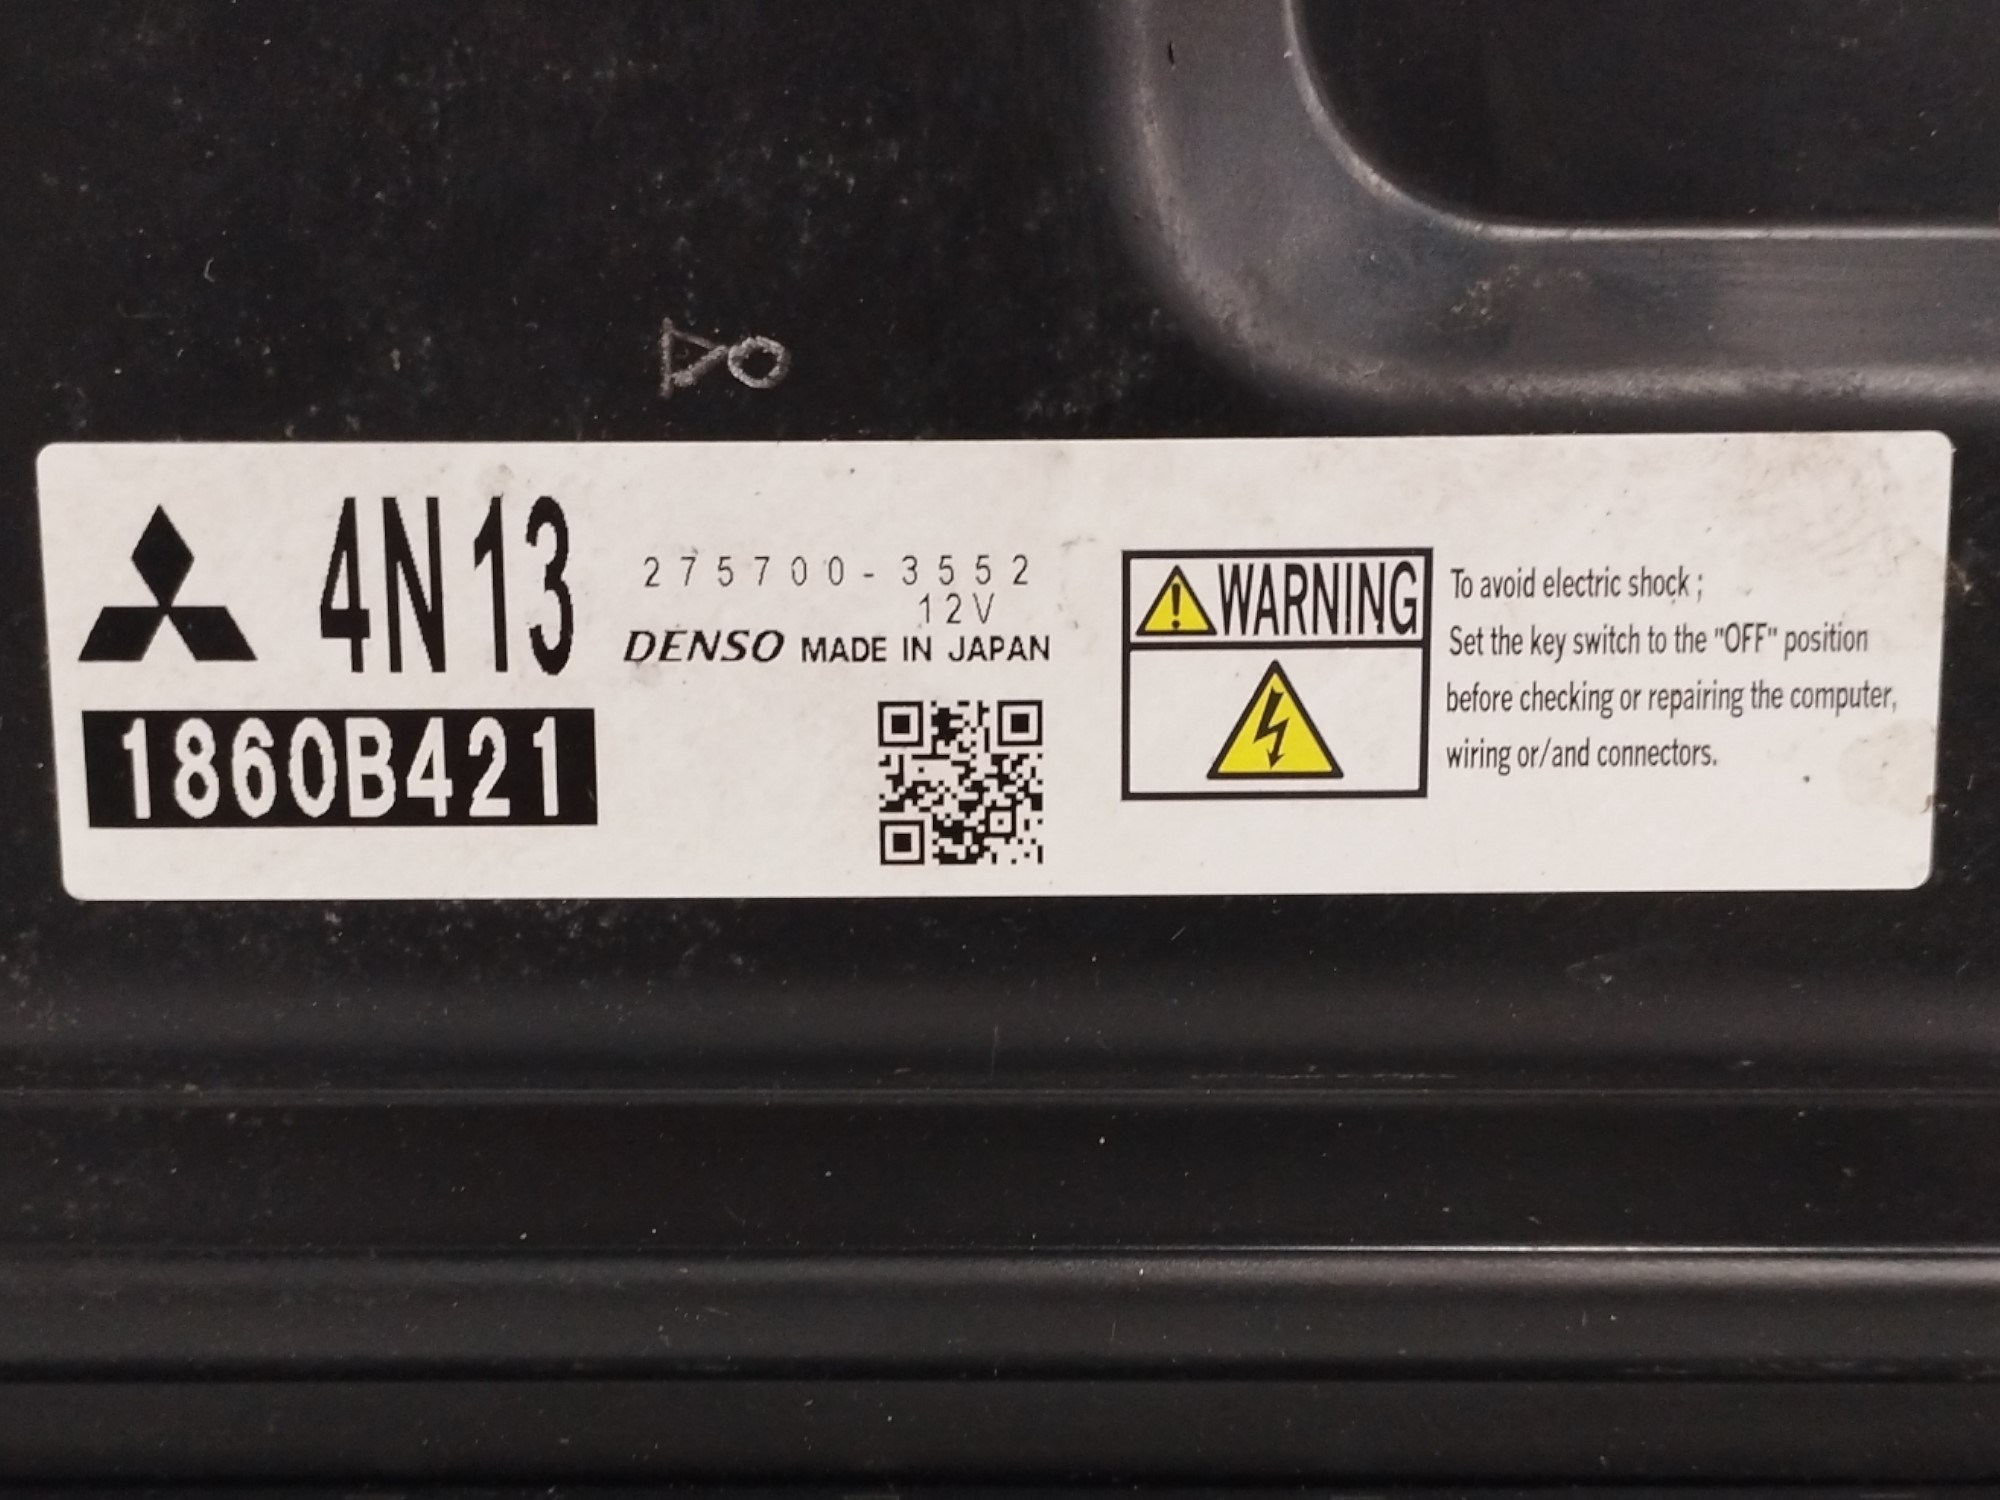 4N13
1860B421
275700-3552
12V
DENSO MADE IN JAPAN
WARNING
To avoid electric shock ;
Set the key switch to the "OFF" position
before checking or repairing the computer,
wiring or/and connectors.